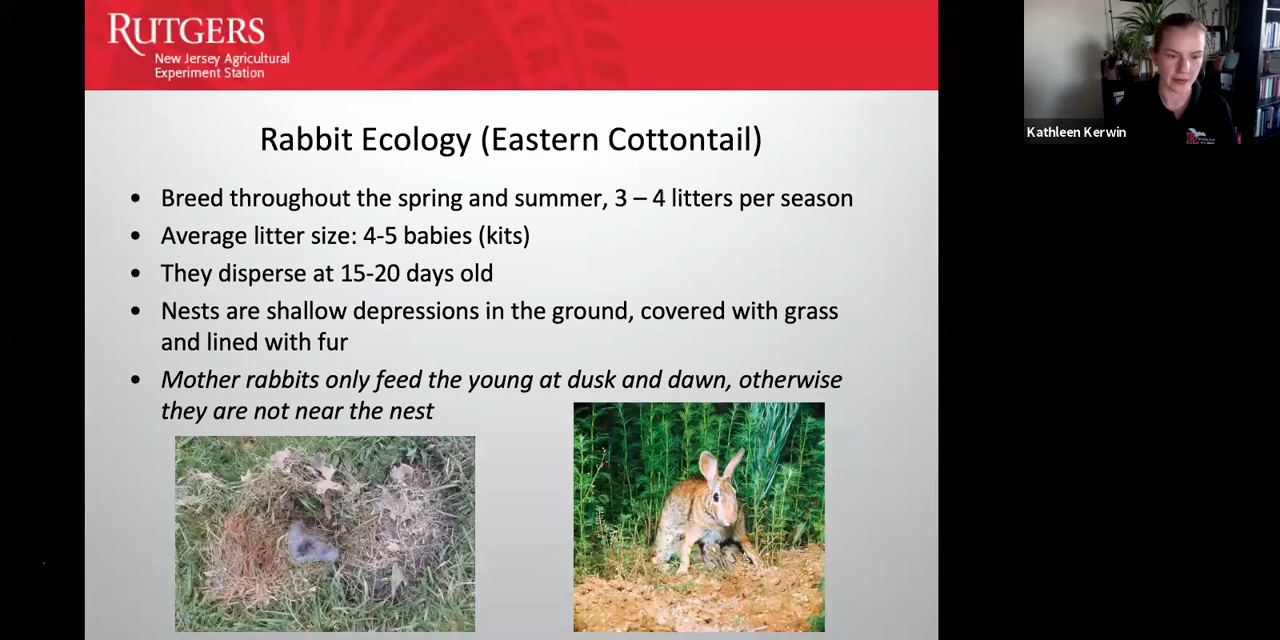 RUTGERS
New Jersey Agricultural
Experiment Station
Kathleen Kerwin
Rabbit Ecology (Eastern Cottontail)
• Breed throughout the spring and summer, 3 – 4 litters per season
• Average litter size: 4-5 babies (kits)
• They disperse at 15-20 days old
• Nests are shallow depressions in the ground, covered with grass
and lined with fur
• Mother rabbits only feed the young at dusk and dawn, otherwise
they are not near the nest